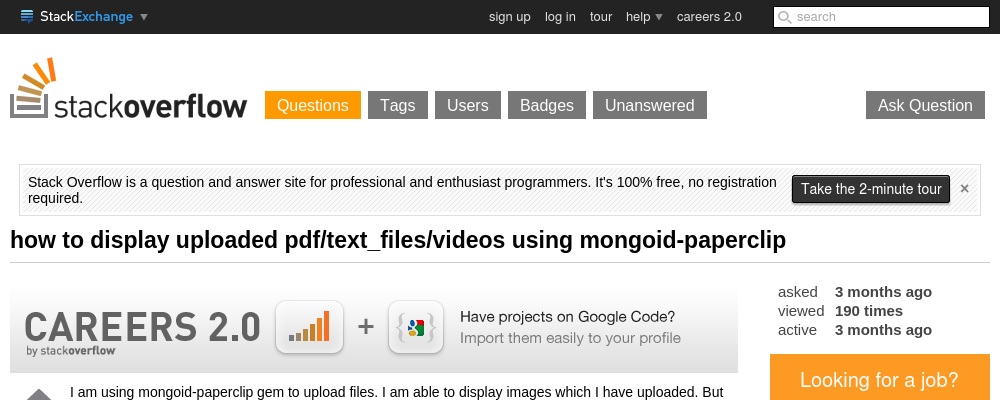 StackExchange sign up log in tour help careers 2.0 search
stackoverflow Questions Tags Users Badges Unanswered Ask Question
Stack Overflow is a question and answer site for professional and enthusiast programmers. It's 100% free, no registration
required.
Take the 2-minute tour ×
how to display uploaded pdf/text_files/videos using mongoid-paperclip
CAREERS 2.0
by stackoverflow
+
Have projects on Google Code?
Import them easily to your profile
asked 3 months ago
viewed 190 times
active 3 months ago
Looking for a job?
I am using mongoid-paperclip gem to upload files. I am able to display images which I have uploaded. But